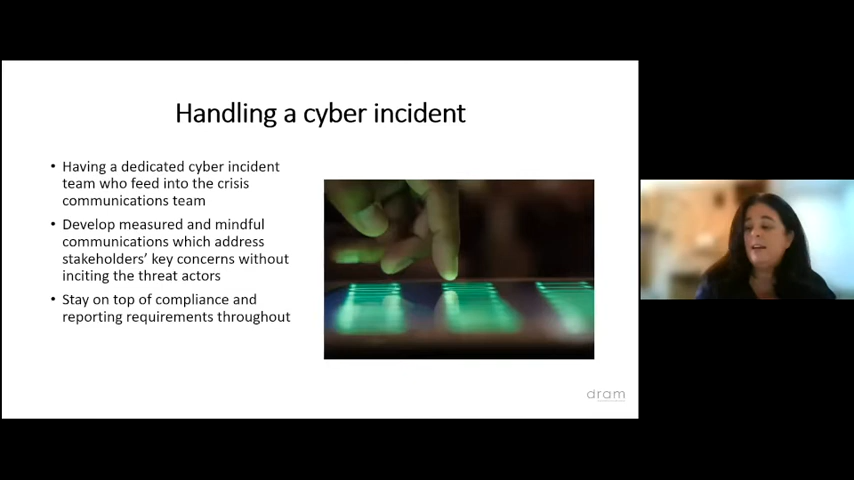 Handling a cyber incident
• Having a dedicated cyber incident
team who feed into the crisis
communications team
• Develop measured and mindful
communications which address
stakeholders' key concerns without
inciting the threat actors
• Stay on top of compliance and
reporting requirements throughout
dram